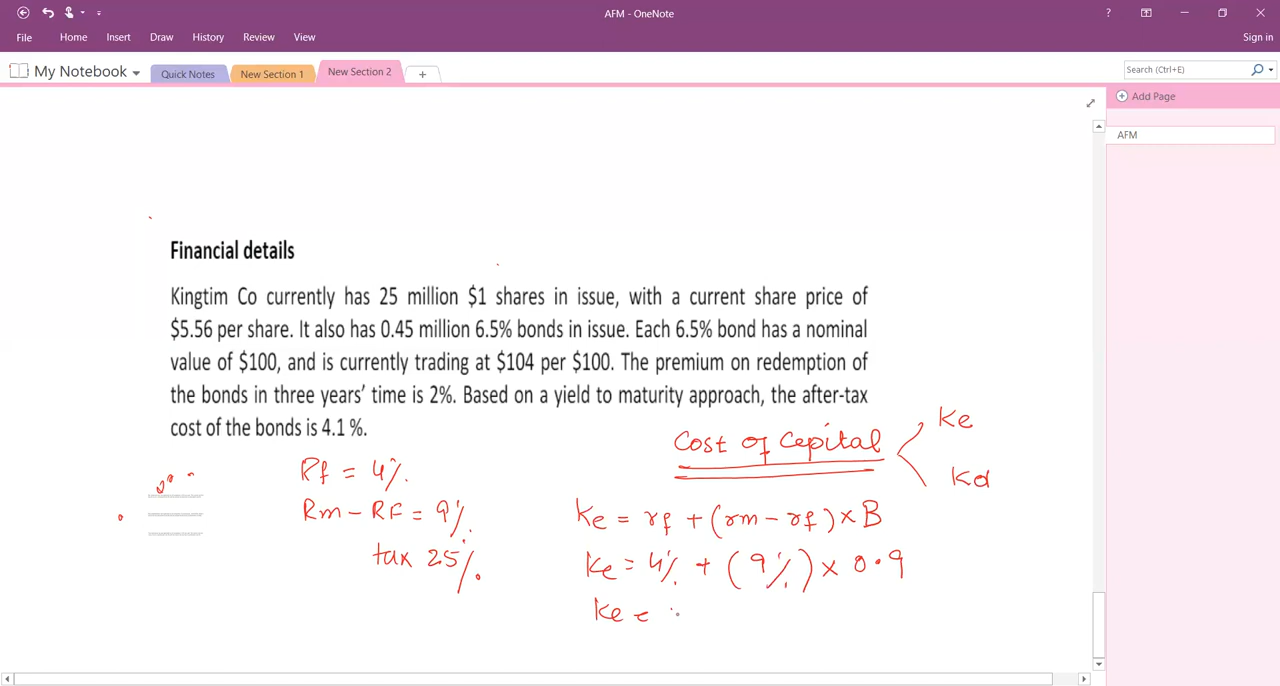 AFM - OneNote
File Home Insert Draw History Review View
Sign in
My Notebook Quick Notes New Section 1 New Section 2
Search (Ctrl+E)
Add Page
AFM
Financial details
Kingtim Co currently has 25 million $1 shares in issue, with a current share price of
$5.56 per share. It also has 0.45 million 6.5% bonds in issue. Each 6.5% bond has a nominal
value of $100, and is currently trading at $104 per $100. The premium on redemption of
the bonds in three years' time is 2%. Based on a yield to maturity approach, the after-tax
cost of the bonds is 4.1 %.
Cost of Capital
Ke
Kd
Rf = 4%
Rm - RF = 9%
tax 25%
Ke = rf + (rm - rf) × B
Ke = 4% + (9%) × 0.9
Ke =